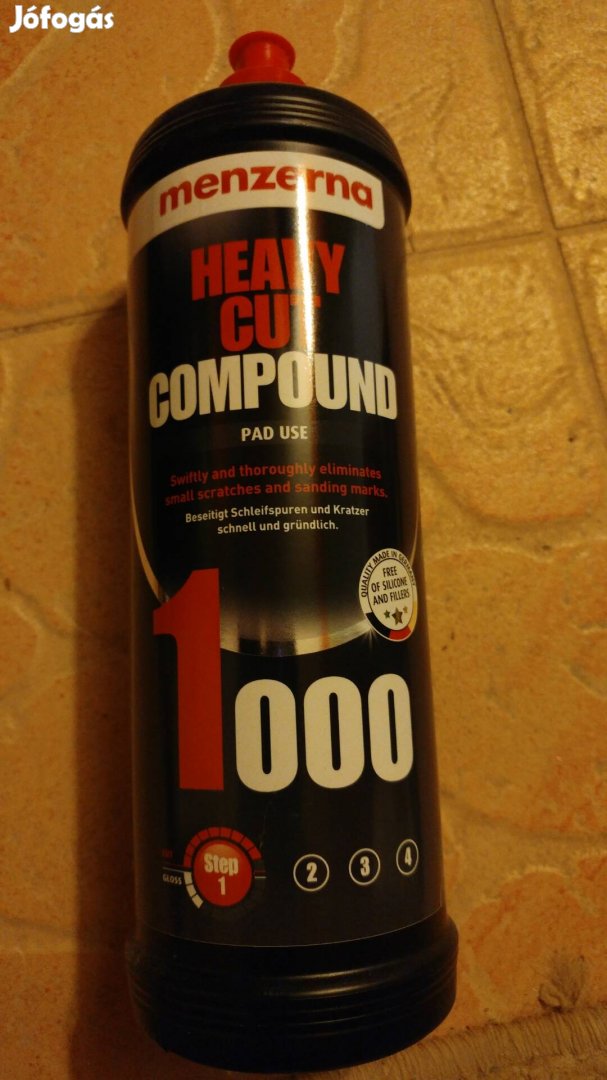 Jófogás
menzerna
HEAVY
CUT
COMPOUND
PAD USE
Swiftly and thoroughly eliminates
small scratches and sanding marks.
Beseitigt Schleifspuren und Kratzer
schnell und gründlich.
QUALITY MADE IN GERMANY
FREE
OF SILICONE
AND FILLERS
1000
GLOSS
Step
1
2 3 4